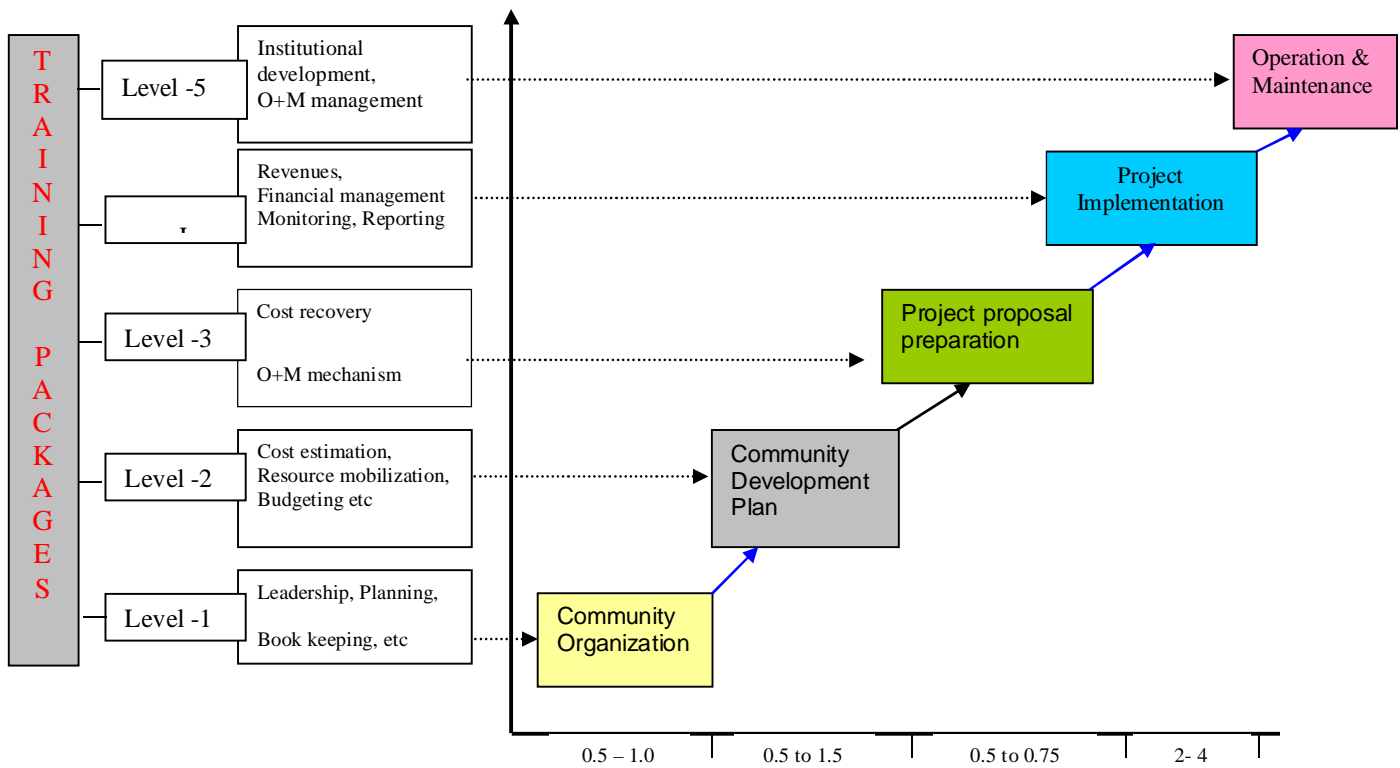 TRAINING PACKAGES
Level -5
Institutional
development,
O+M management
Operation &
Maintenance
Revenues,
Financial management
Monitoring, Reporting
Project
Implementation
Level -3
Cost recovery
O+M mechanism
Project proposal
preparation
Level -2
Cost estimation,
Resource mobilization,
Budgeting etc
Community
Development
Plan
Level -1
Leadership, Planning,
Book keeping, etc
Community
Organization
0.5 – 1.0
0.5 to 1.5
0.5 to 0.75
2- 4